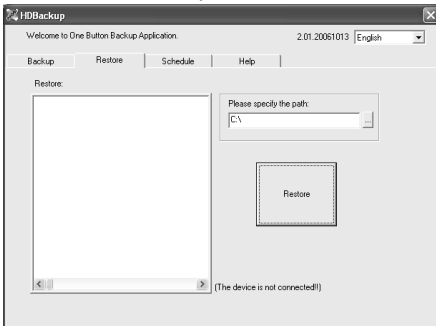 HDBackup
Welcome to One Button Backup Application.
2.01.20061013 English
Backup Restore Schedule Help
Restore:
Please specify the path:
C:\
...
Restore
(The device is not connected!!)